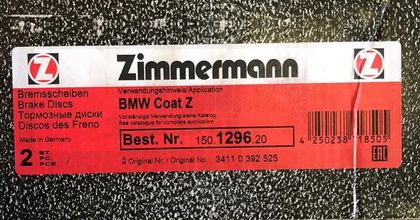 Z Zimmermann Z
Bremsscheiben
Brake Discs
Тормозные диски
Discos des Freno
Made in Germany
2 ST. PC. PCS.
Verwendungshinweis/Application
BMW Coat Z
Vollständige Verwendung siehe Katalog
See catalogue for complete application
Best. Nr. 150.1296.20
Original Nr. / Original No. 3411 0 392 525
4 250238 118505
EAC